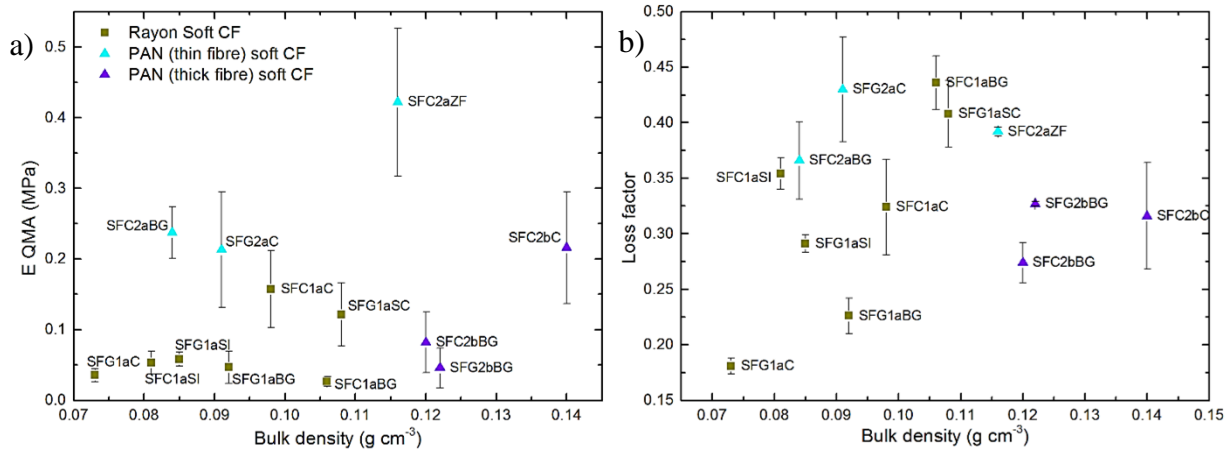 a)
Rayon Soft CF
PAN (thin fibre) soft CF
PAN (thick fibre) soft CF
E QMA (MPa)
0.5
0.4
0.3
0.2
0.1
0.0
SFC2aZF
SFC2aBG
SFG2aC
SFC2bC
SFC1aC
SFG1aSC
SFG1aC
SFG1aSI
SFC1aSI
SFG1aBG
SFC1aBG
SFC2bBG
SFG2bBG
0.07 0.08 0.09 0.10 0.11 0.12 0.13 0.14
Bulk density (g cm⁻³)
b)
Loss factor
0.50
0.45
0.40
0.35
0.30
0.25
0.20
0.15
SFG2aC
SFC1aBG
SFG1aSC
SFC2aZF
SFC2aBG
SFC1aSI
SFC1aC
SFG2bBG
SFC2bC
SFG1aSI
SFC2bBG
SFG1aBG
SFG1aC
0.07 0.08 0.09 0.10 0.11 0.12 0.13 0.14 0.15
Bulk density (g cm⁻³)